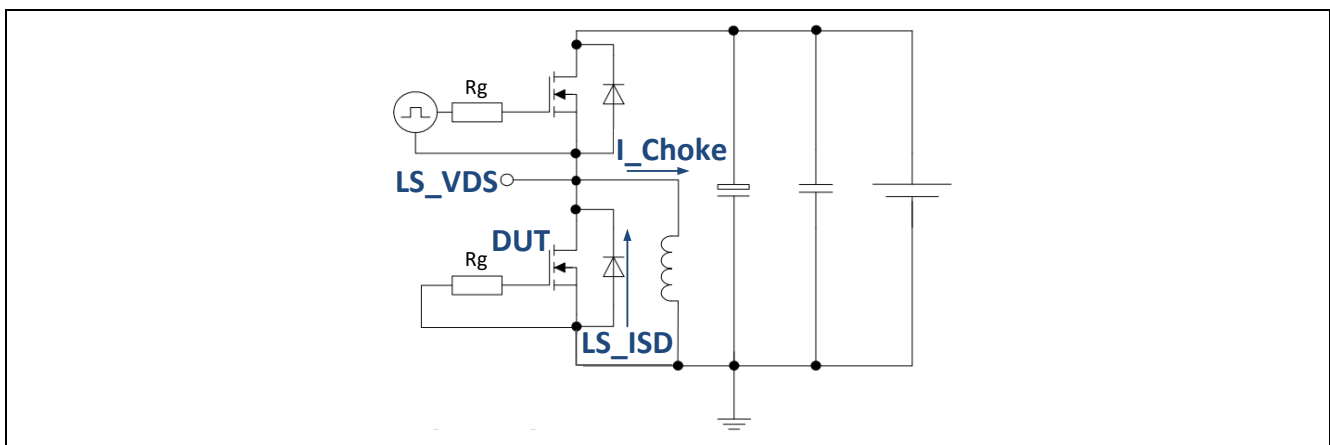 Rg
I_Choke
LS_VDS
DUT
Rg
LS_ISD